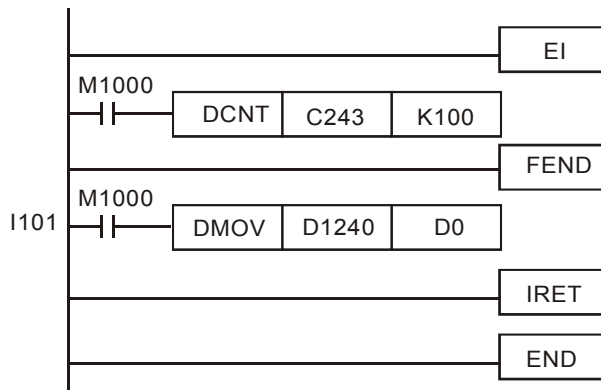 EI
M1000
DCNT C243 K100
FEND
M1000
I101 DMOV D1240 D0
IRET
END